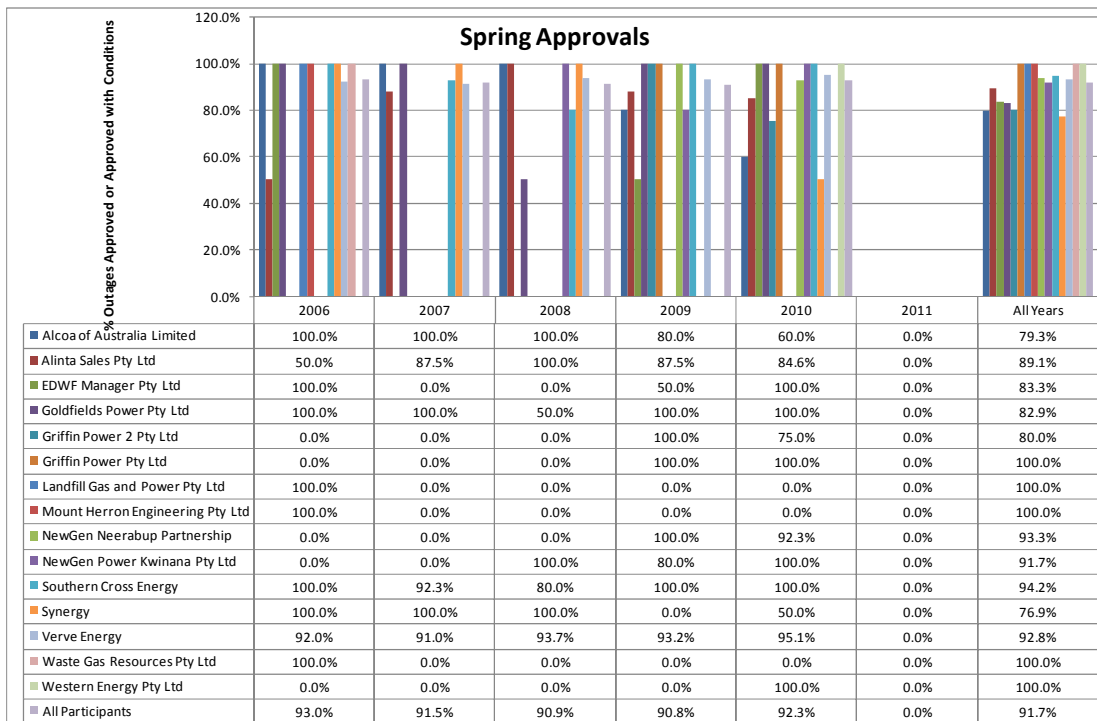 Spring Approvals
% Outages Approved or Approved with Conditions
120.0%
100.0%
80.0%
60.0%
40.0%
20.0%
0.0%
2006 2007 2008 2009 2010 2011 All Years
Alcoa of Australia Limited 100.0% 100.0% 100.0% 80.0% 60.0% 0.0% 79.3%
Alinta Sales Pty Ltd 50.0% 87.5% 100.0% 87.5% 84.6% 0.0% 89.1%
EDWF Manager Pty Ltd 100.0% 0.0% 0.0% 50.0% 100.0% 0.0% 83.3%
Goldfields Power Pty Ltd 100.0% 100.0% 50.0% 100.0% 100.0% 0.0% 82.9%
Griffin Power 2 Pty Ltd 0.0% 0.0% 0.0% 100.0% 75.0% 0.0% 80.0%
Griffin Power Pty Ltd 0.0% 0.0% 0.0% 100.0% 100.0% 0.0% 100.0%
Landfill Gas and Power Pty Ltd 100.0% 0.0% 0.0% 0.0% 0.0% 0.0% 100.0%
Mount Herron Engineering Pty Ltd 100.0% 0.0% 0.0% 0.0% 0.0% 0.0% 100.0%
NewGen Neerabup Partnership 0.0% 0.0% 0.0% 100.0% 92.3% 0.0% 93.3%
NewGen Power Kwinana Pty Ltd 0.0% 0.0% 100.0% 80.0% 100.0% 0.0% 91.7%
Southern Cross Energy 100.0% 92.3% 80.0% 100.0% 100.0% 0.0% 94.2%
Synergy 100.0% 100.0% 100.0% 0.0% 50.0% 0.0% 76.9%
Verve Energy 92.0% 91.0% 93.7% 93.2% 95.1% 0.0% 92.8%
Waste Gas Resources Pty Ltd 100.0% 0.0% 0.0% 0.0% 0.0% 0.0% 100.0%
Western Energy Pty Ltd 0.0% 0.0% 0.0% 0.0% 100.0% 0.0% 100.0%
All Participants 93.0% 91.5% 90.9% 90.8% 92.3% 0.0% 91.7%